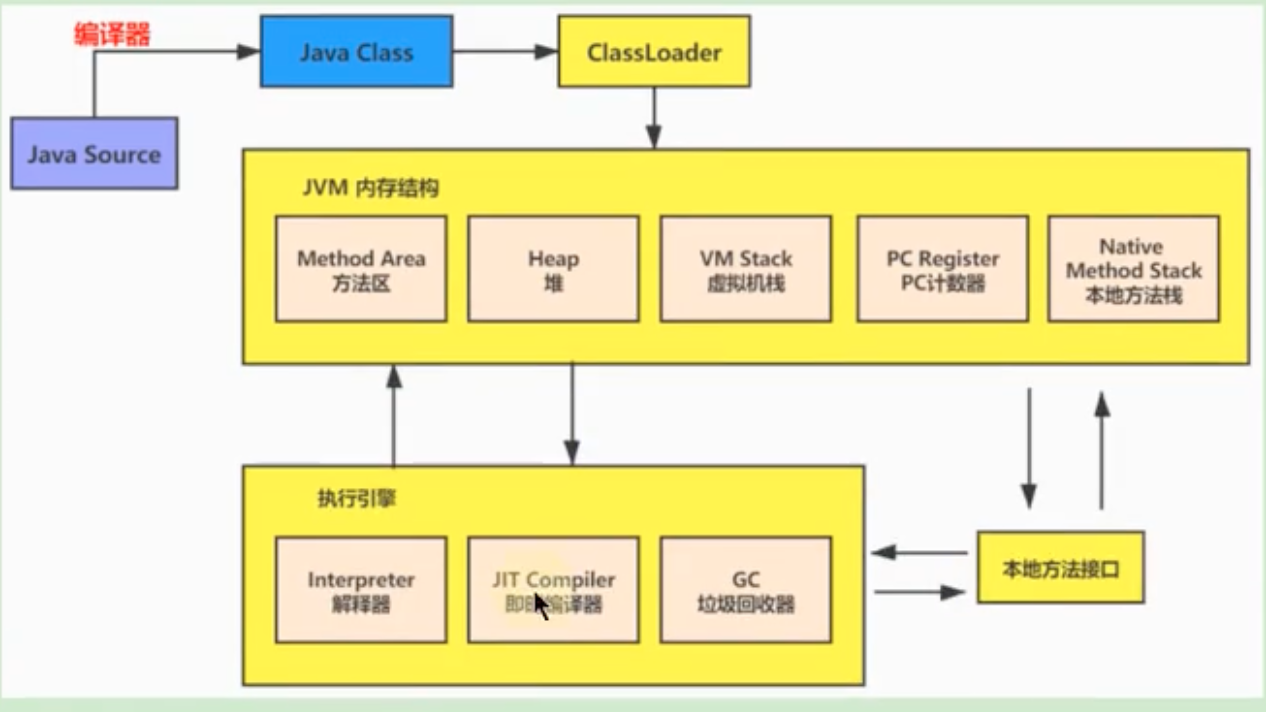 编译器
Java Class
ClassLoader
Java Source
JVM 内存结构
Method Area
方法区
Heap
堆
VM Stack
虚拟机栈
PC Register
PC计数器
Native
Method Stack
本地方法栈
执行引擎
Interpreter
解释器
JIT Compiler
即时编译器
GC
垃圾回收器
本地方法接口